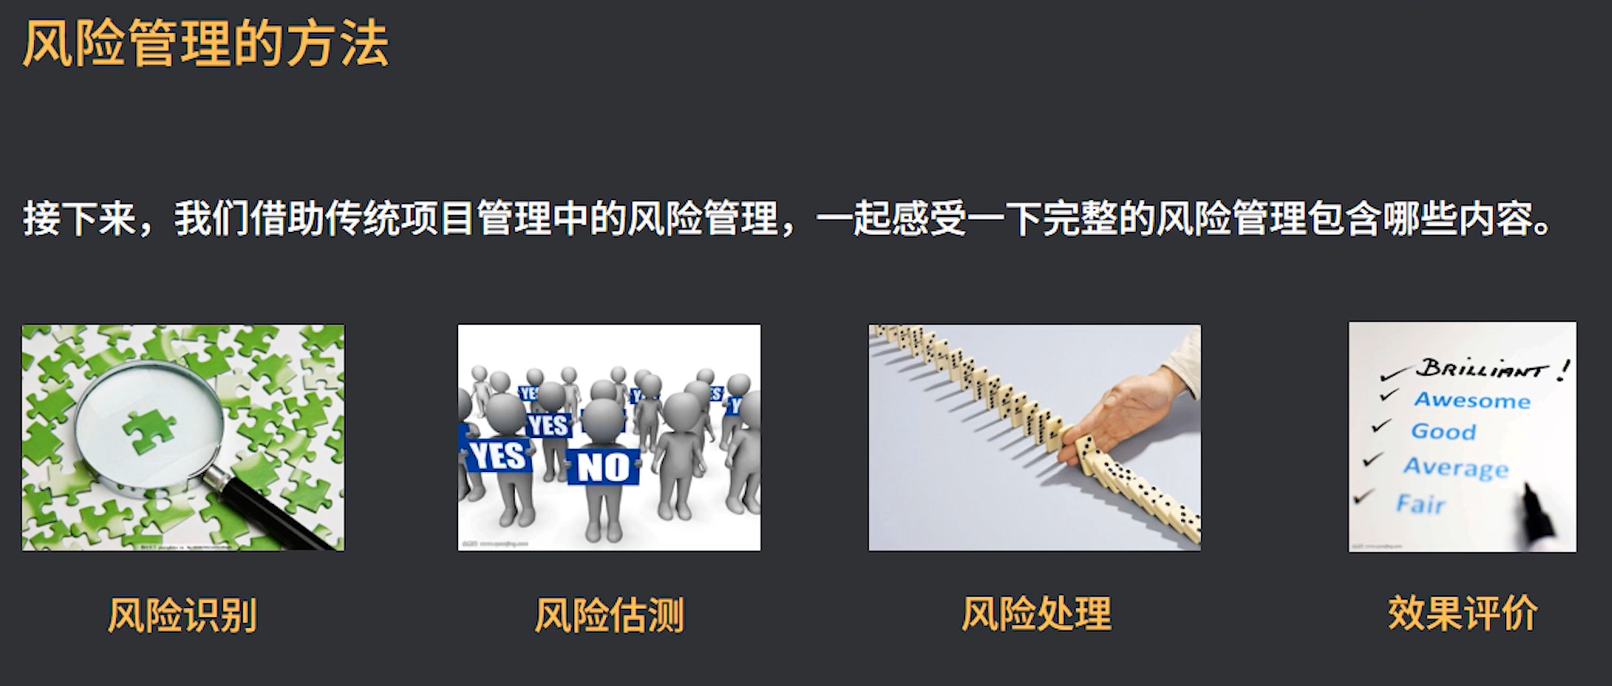 风险管理的方法
接下来，我们借助传统项目管理中的风险管理，一起感受一下完整的风险管理包含哪些内容。
YES
YES
YES
NO
BRILLIANT!
Awesome
Good
Average
Fair
风险识别
风险估测
风险处理
效果评价